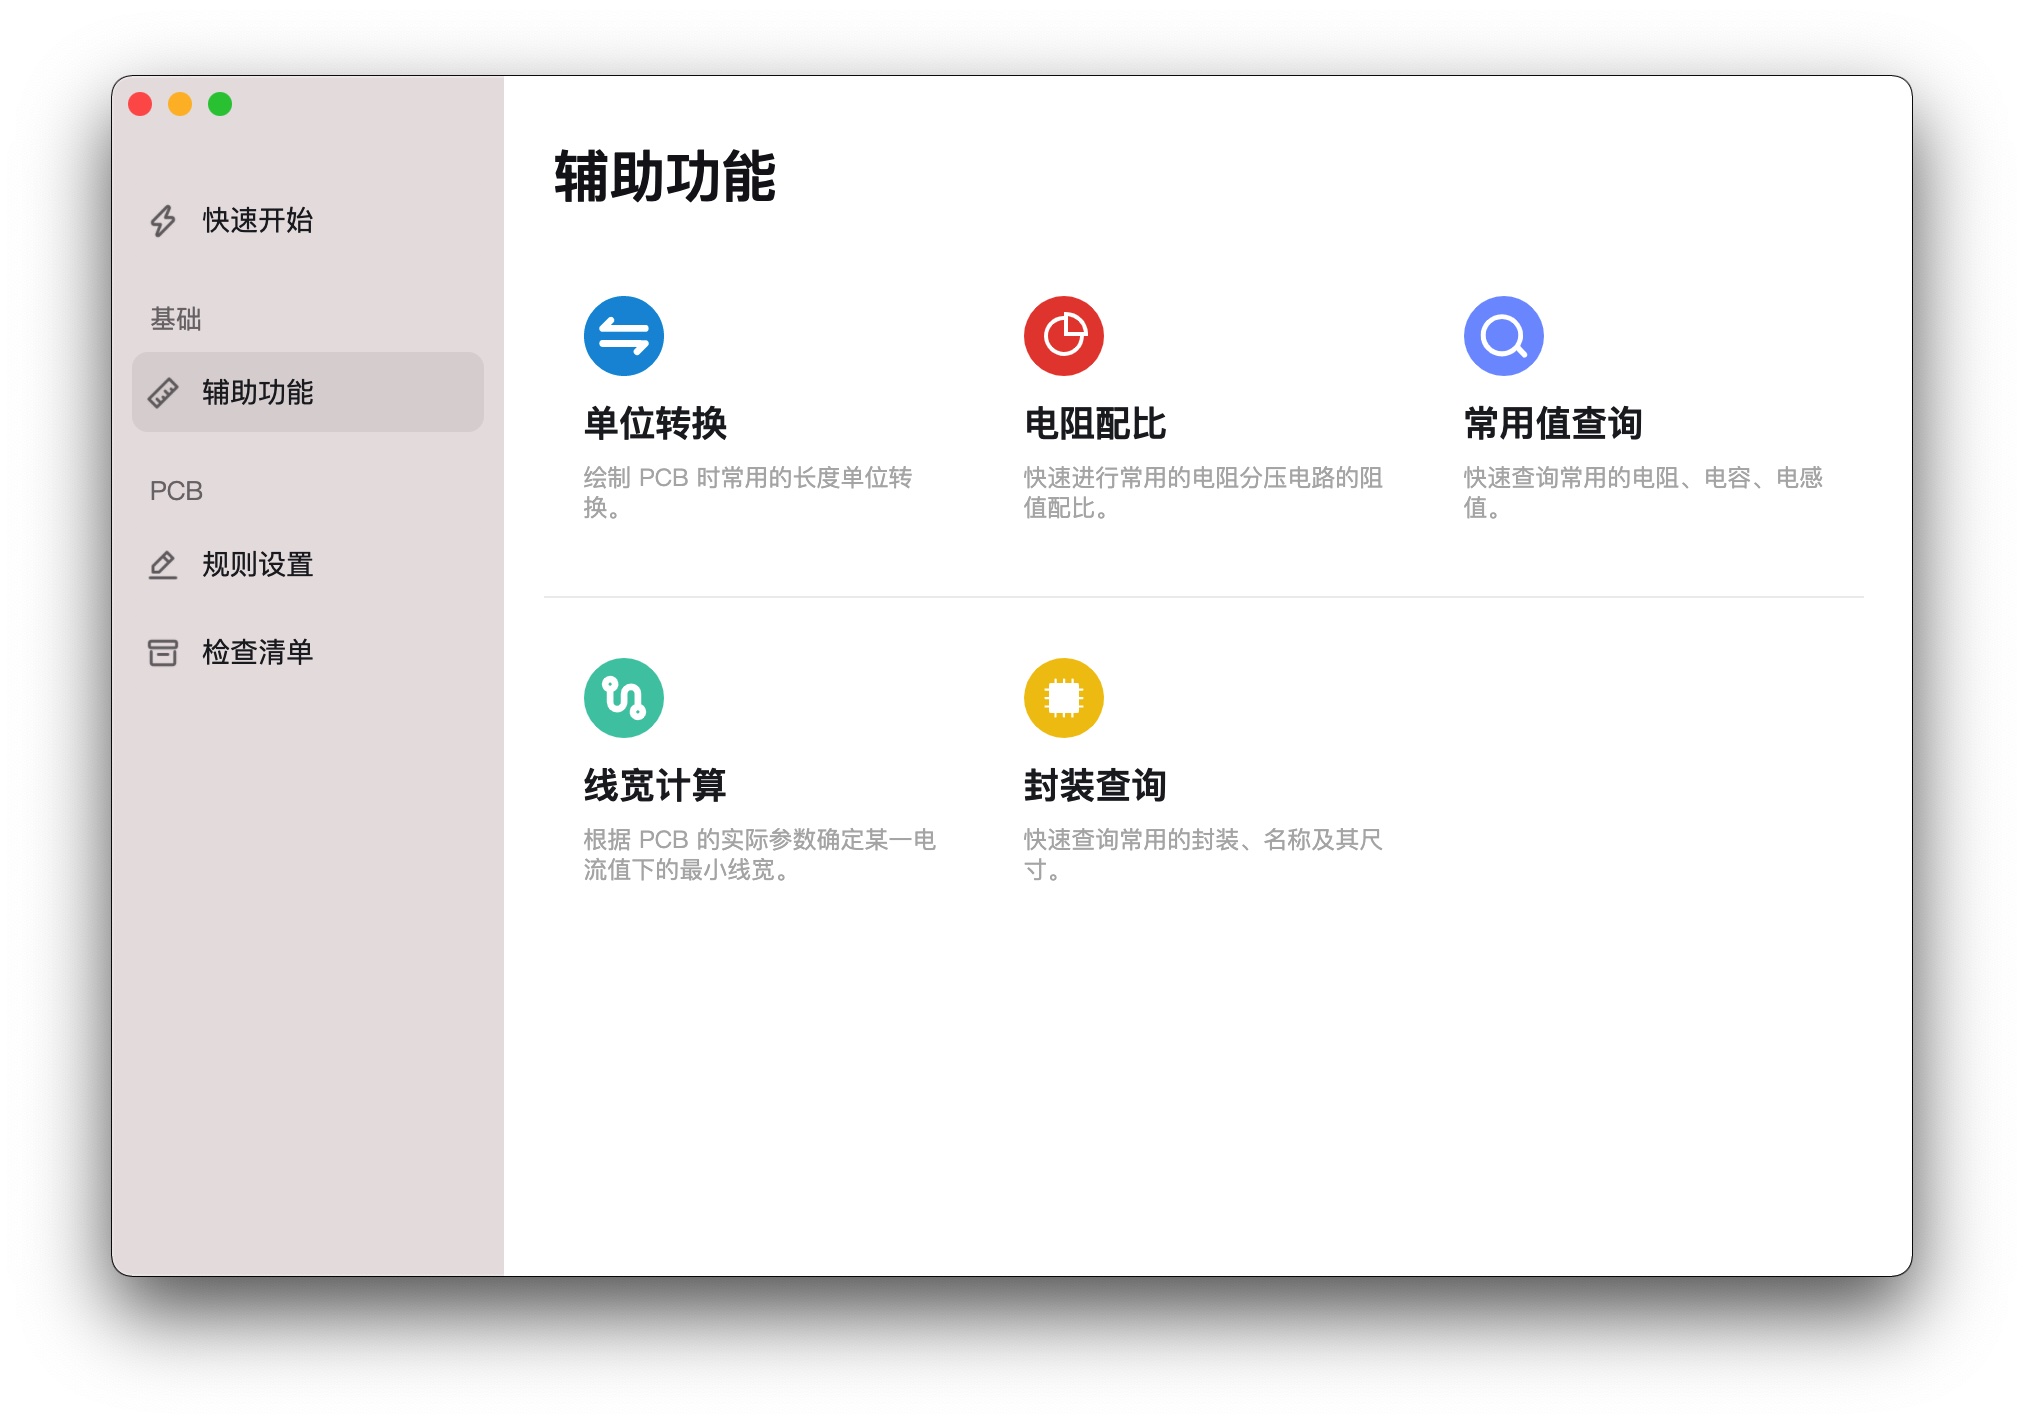 快速开始
基础
辅助功能
PCB
规则设置
检查清单
辅助功能
单位转换
绘制 PCB 时常用的长度单位转
换。
电阻配比
快速进行常用的电阻分压电路的阻
值配比。
常用值查询
快速查询常用的电阻、电容、电感
值。
线宽计算
根据 PCB 的实际参数确定某一电
流值下的最小线宽。
封装查询
快速查询常用的封装、名称及其尺
寸。